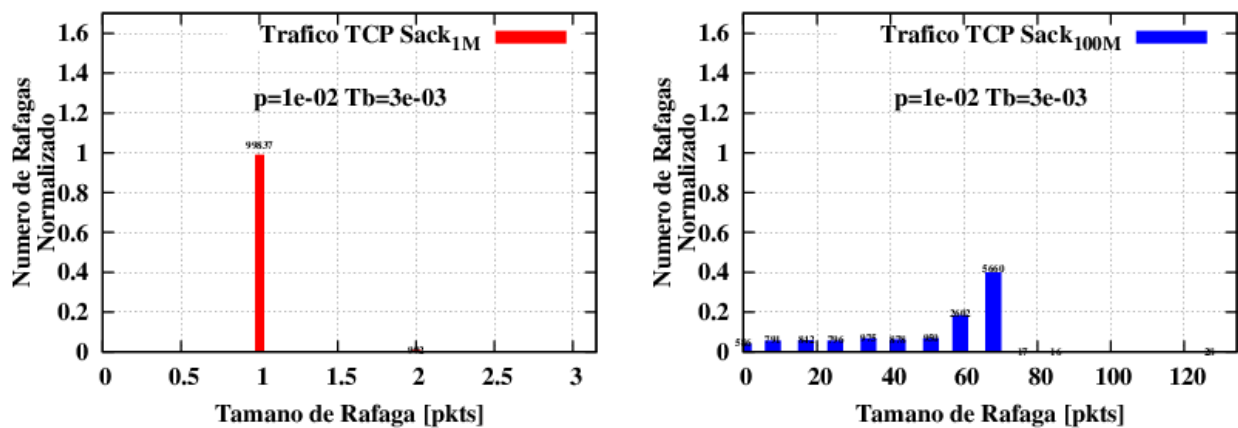 Trafico TCP Sack1M
p=1e-02 Tb=3e-03
99837
Numero de Rafagas
Normalizado
1.6
1.4
1.2
1
0.8
0.6
0.4
0.2
0
0 0.5 1 1.5 2 2.5 3
Tamano de Rafaga [pkts]
Trafico TCP Sack100M
p=1e-02 Tb=3e-03
Numero de Rafagas
Normalizado
1.6
1.4
1.2
1
0.8
0.6
0.4
0.2
0
5660
2602
17 16
0 20 40 60 80 100 120
Tamano de Rafaga [pkts]